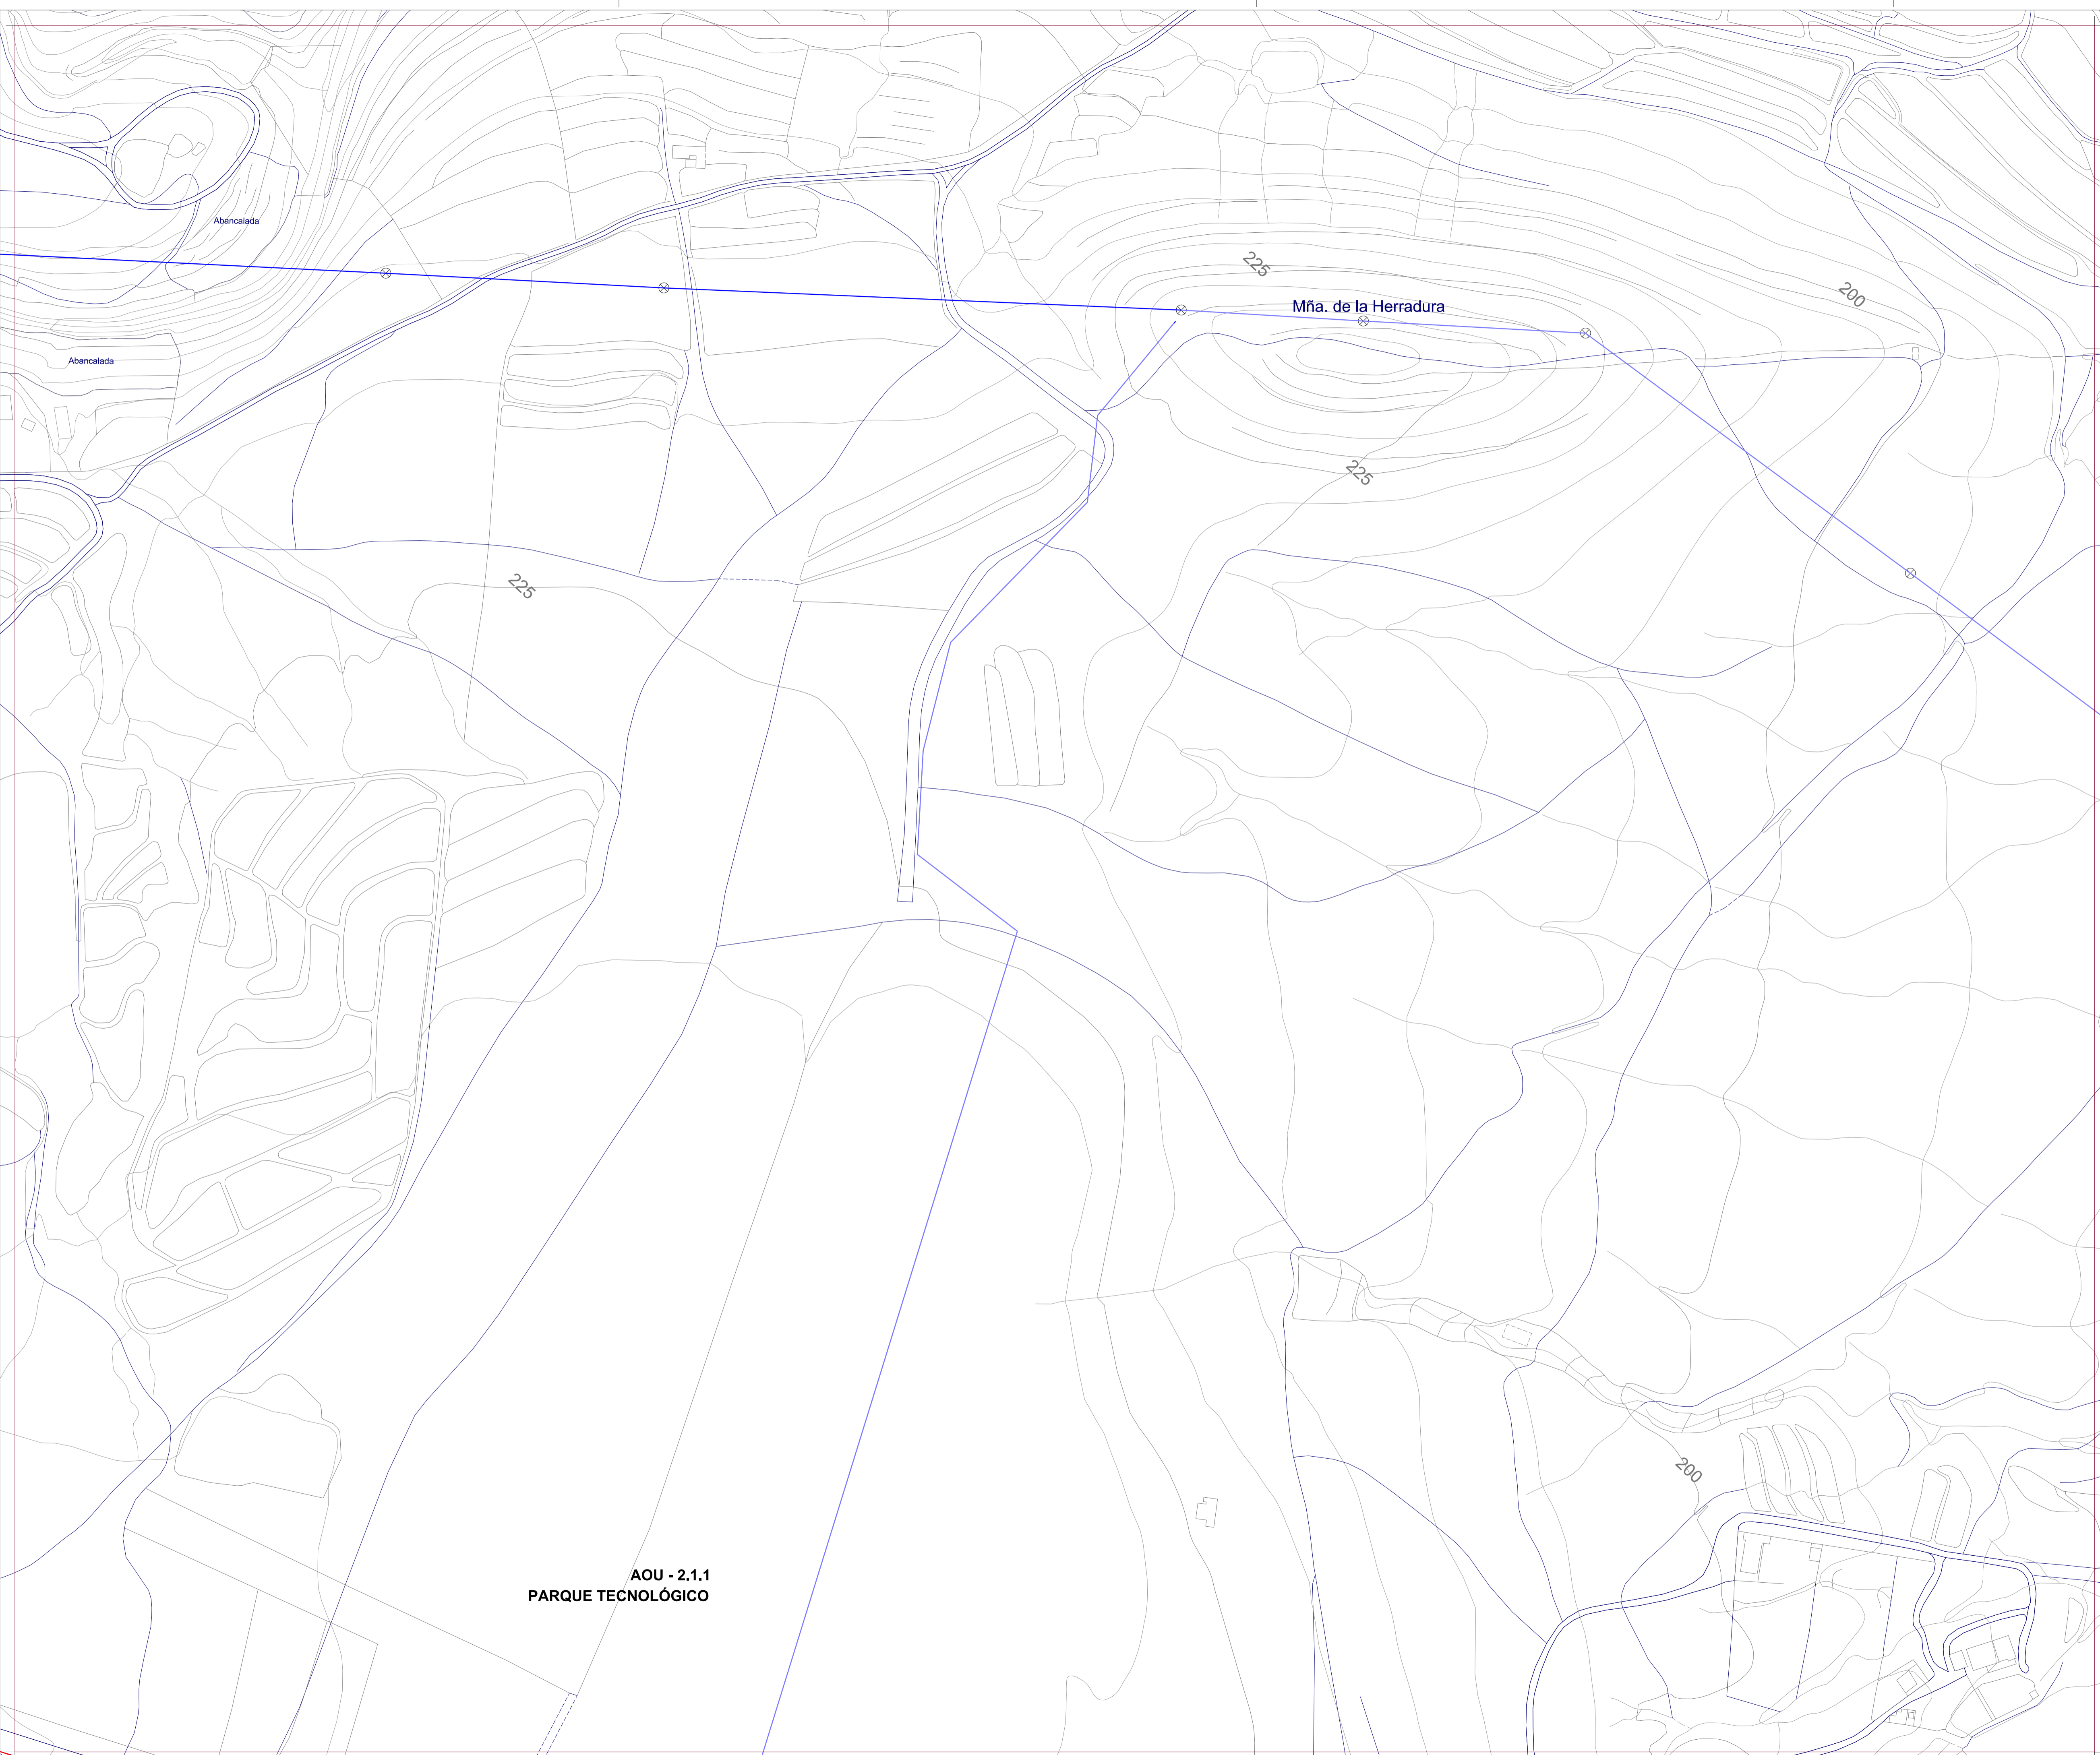 Abancalada
225
Mña. de la Herradura
200
Abancalada
225
225
200
AOU - 2.1.1
PARQUE TECNOLÓGICO